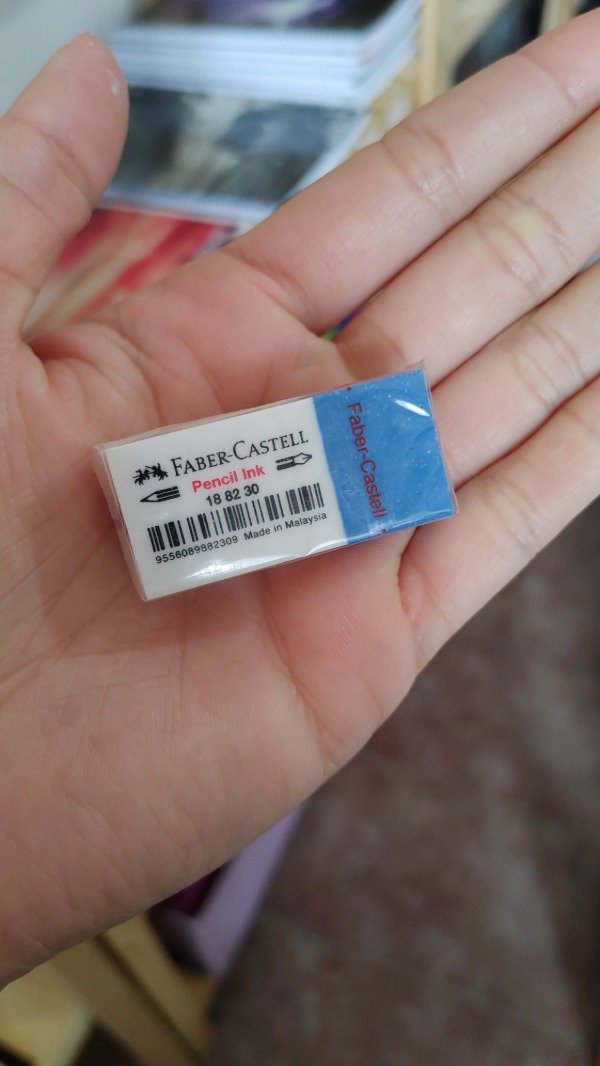 FABER-CASTELL
Pencil Ink
18 82 30
9556089882309 Made in Malaysia
Faber-Castell